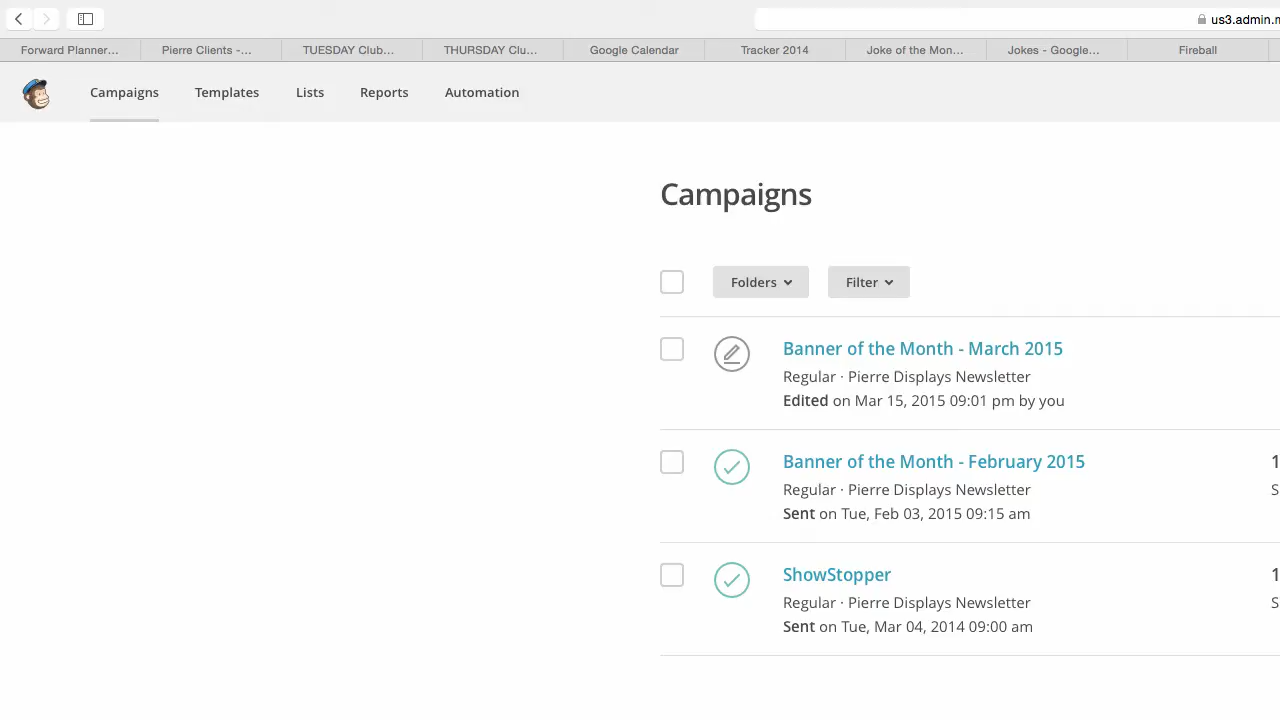 us3.admin.m
Forward Planner... Pierre Clients -... TUESDAY Club... THURSDAY Clu... Google Calendar Tracker 2014 Joke of the Mon... Jokes - Google... Fireball
Campaigns Templates Lists Reports Automation
Campaigns
Folders Filter
Banner of the Month - March 2015
Regular · Pierre Displays Newsletter
Edited on Mar 15, 2015 09:01 pm by you
Banner of the Month - February 2015 1
Regular · Pierre Displays Newsletter S
Sent on Tue, Feb 03, 2015 09:15 am
ShowStopper 1
Regular · Pierre Displays Newsletter S
Sent on Tue, Mar 04, 2014 09:00 am